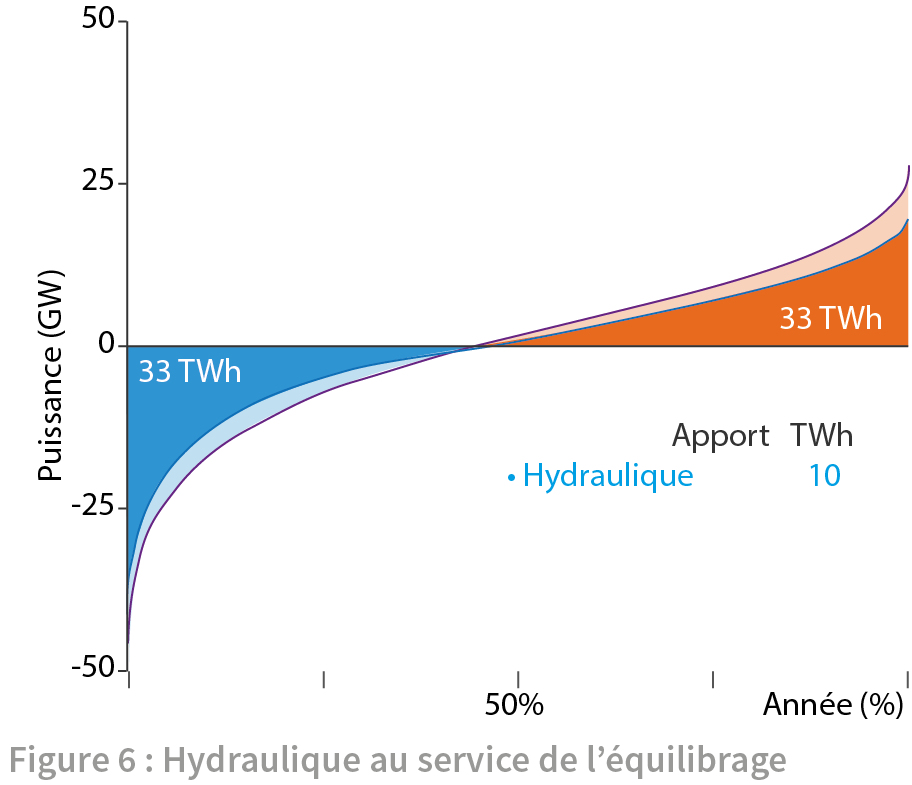 50
25
0
-25
-50
Puissance (GW)
33 TWh
33 TWh
Apport TWh
• Hydraulique 10
50%
Année (%)
Figure 6 : Hydraulique au service de l’équilibrage